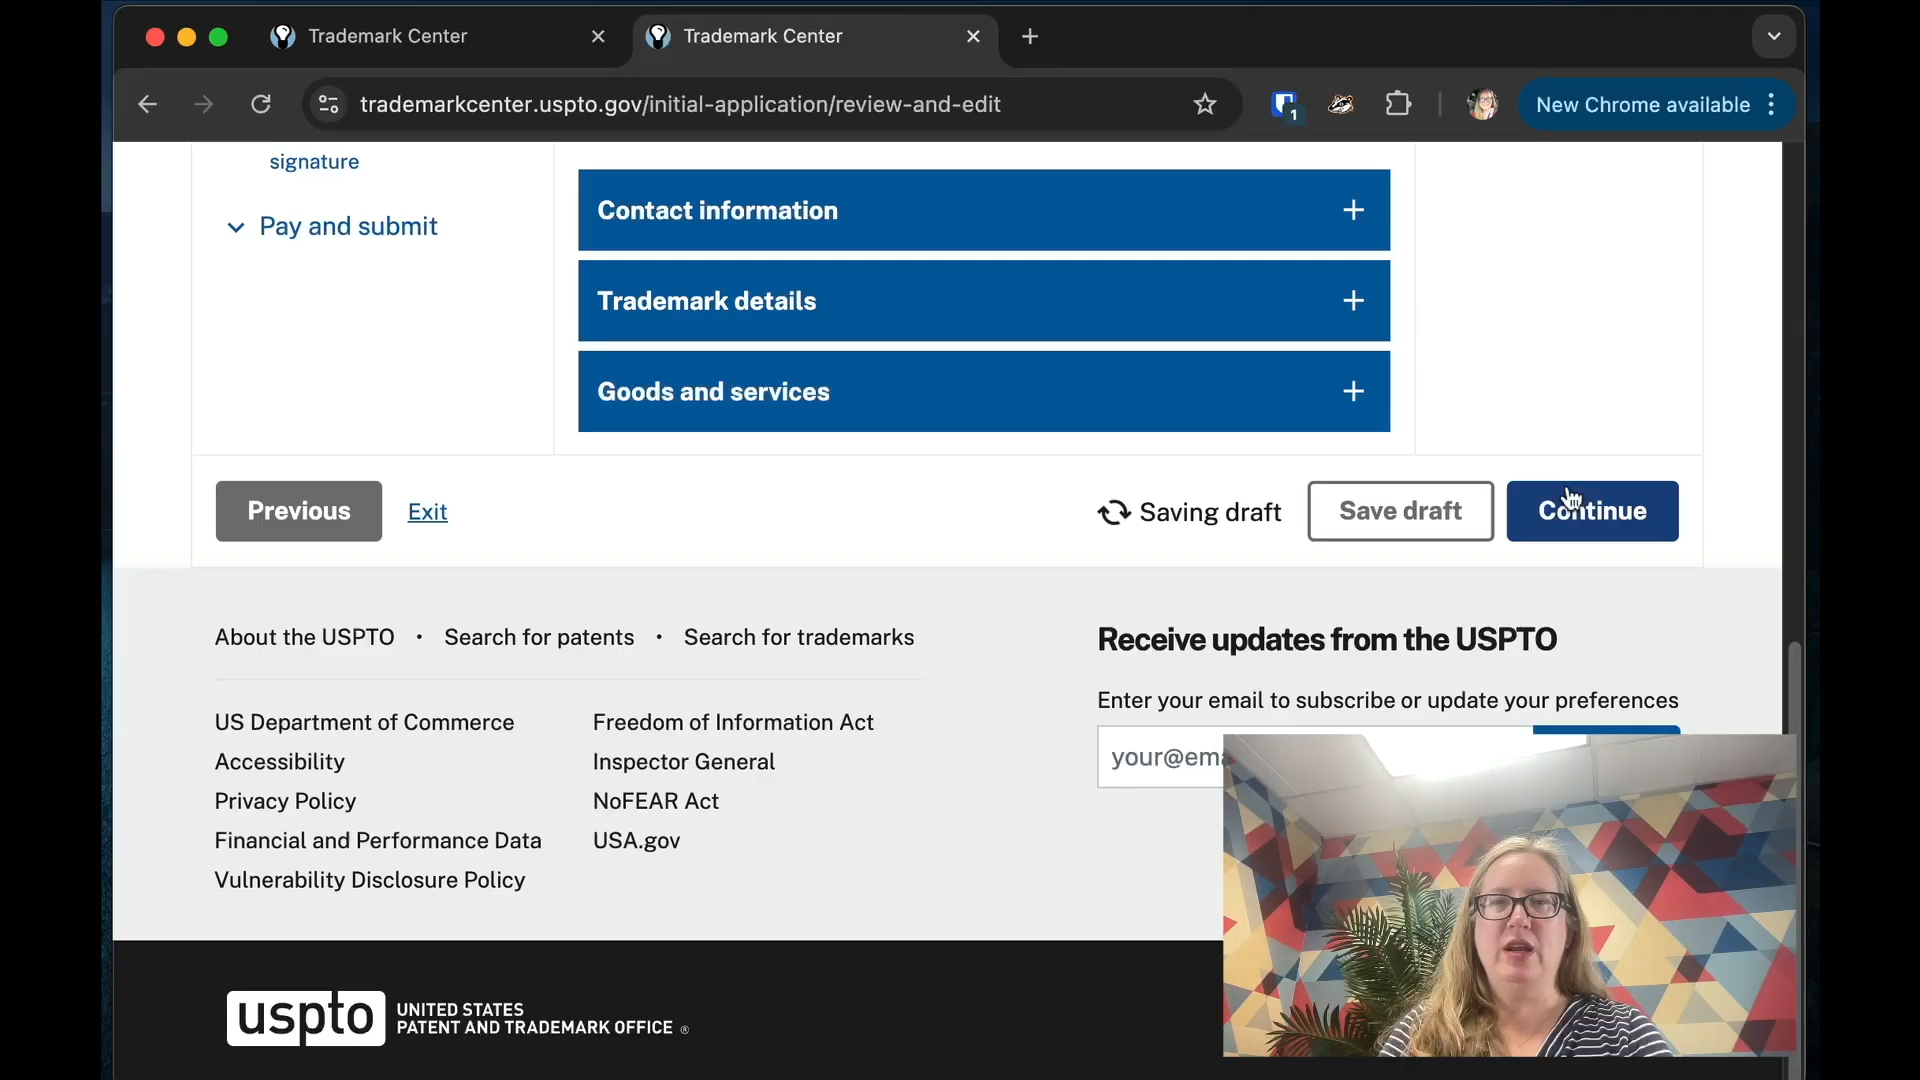 Trademark Center
Trademark Center
trademarkcenter.uspto.gov/initial-application/review-and-edit
1
New Chrome available
signature
Pay and submit
Contact information
Trademark details
Goods and services
Previous
Exit
Saving draft
Save draft
Continue
About the USPTO • Search for patents • Search for trademarks
US Department of Commerce
Accessibility
Privacy Policy
Financial and Performance Data
Vulnerability Disclosure Policy
Freedom of Information Act
Inspector General
NoFEAR Act
USA.gov
Receive updates from the USPTO
Enter your email to subscribe or update your preferences
your@ema
uspto
UNITED STATES
PATENT AND TRADEMARK OFFICE ®